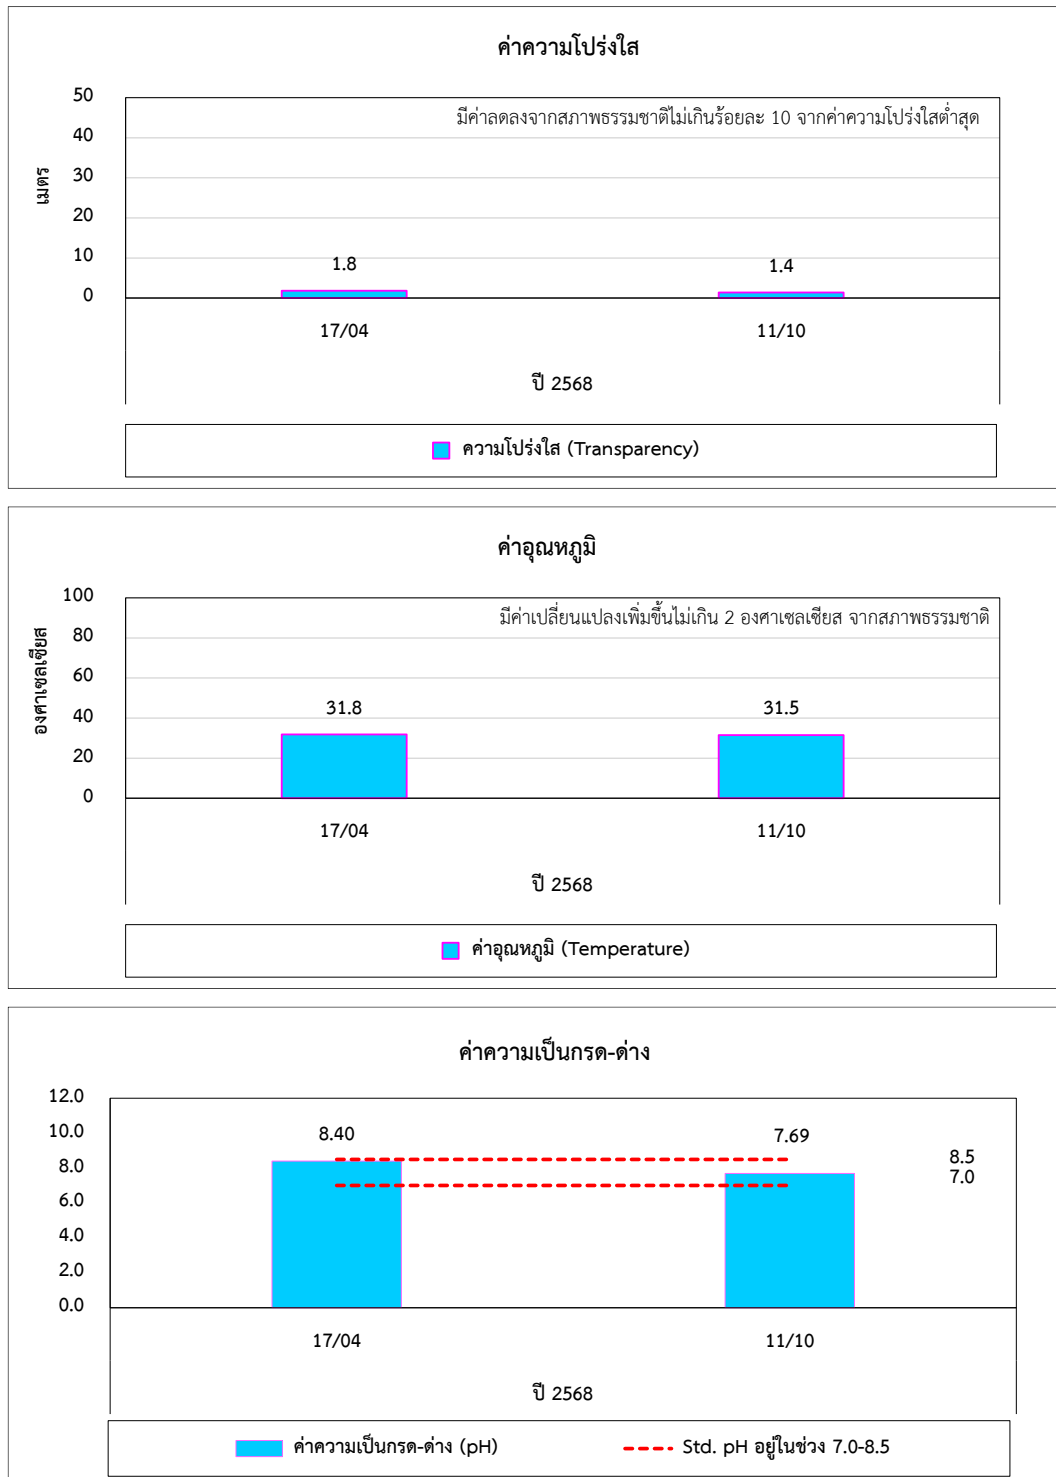 ค่าความโปร่งใส
มีค่าลดลงจากสภาพธรรมชาติไม่เกินร้อยละ 10 จากค่าความโปร่งใสต่ำสุด
เมตร
50
40
30
20
10
0
1.8
1.4
17/04
11/10
ปี 2568
ความโปร่งใส (Transparency)
ค่าอุณหภูมิ
มีค่าเปลี่ยนแปลงเพิ่มขึ้นไม่เกิน 2 องศาเซลเซียส จากสภาพธรรมชาติ
องศาเซลเซียส
100
80
60
40
20
0
31.8
31.5
17/04
11/10
ปี 2568
ค่าอุณหภูมิ (Temperature)
ค่าความเป็นกรด-ด่าง
12.0
10.0
8.0
6.0
4.0
2.0
0.0
8.40
7.69
8.5
7.0
17/04
11/10
ปี 2568
ค่าความเป็นกรด-ด่าง (pH)
Std. pH อยู่ในช่วง 7.0-8.5